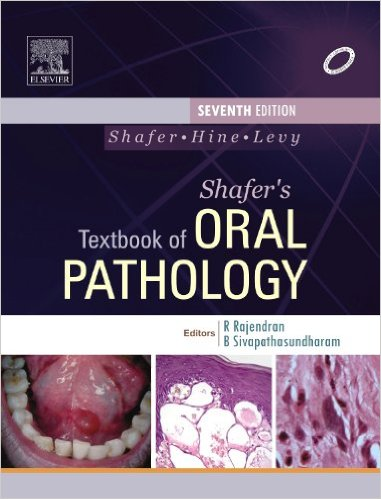 ELSEVIER
SEVENTH EDITION
Shafer • Hine • Levy
Shafer's
Textbook of ORAL
PATHOLOGY
Editors R Rajendran
B Sivapathasundharam